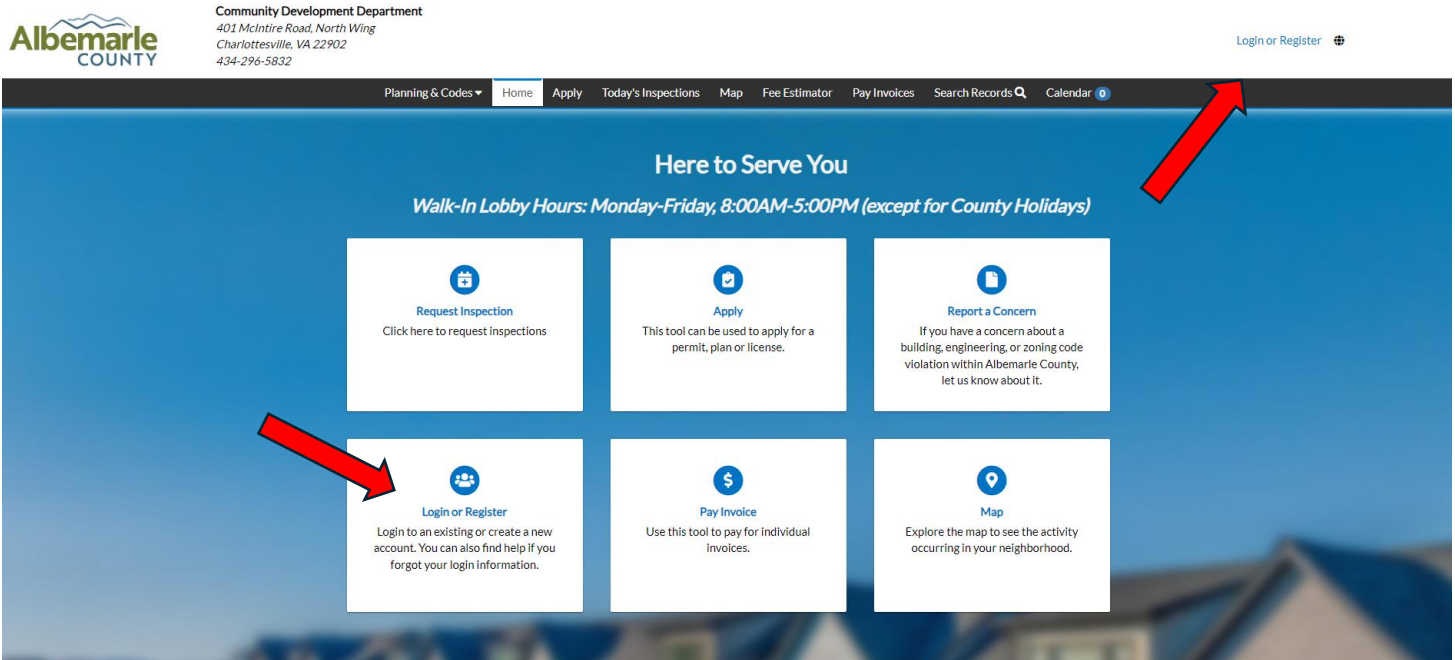 Albemarle
COUNTY
Community Development Department
401 McIntire Road, North Wing
Charlottesville, VA 22902
434-296-5832
Login or Register
Planning & Codes Home Apply Today's Inspections Map Fee Estimator Pay Invoices Search Records Calendar 0
Here to Serve You
Walk-In Lobby Hours: Monday-Friday, 8:00AM-5:00PM (except for County Holidays)
Request Inspection
Click here to request inspections
Apply
This tool can be used to apply for a
permit, plan or license.
Report a Concern
If you have a concern about a
building, engineering, or zoning code
violation within Albemarle County,
let us know about it.
Login or Register
Login to an existing or create a new
account. You can also find help if you
forgot your login information.
Pay Invoice
Use this tool to pay for individual
invoices.
Map
Explore the map to see the activity
occurring in your neighborhood.